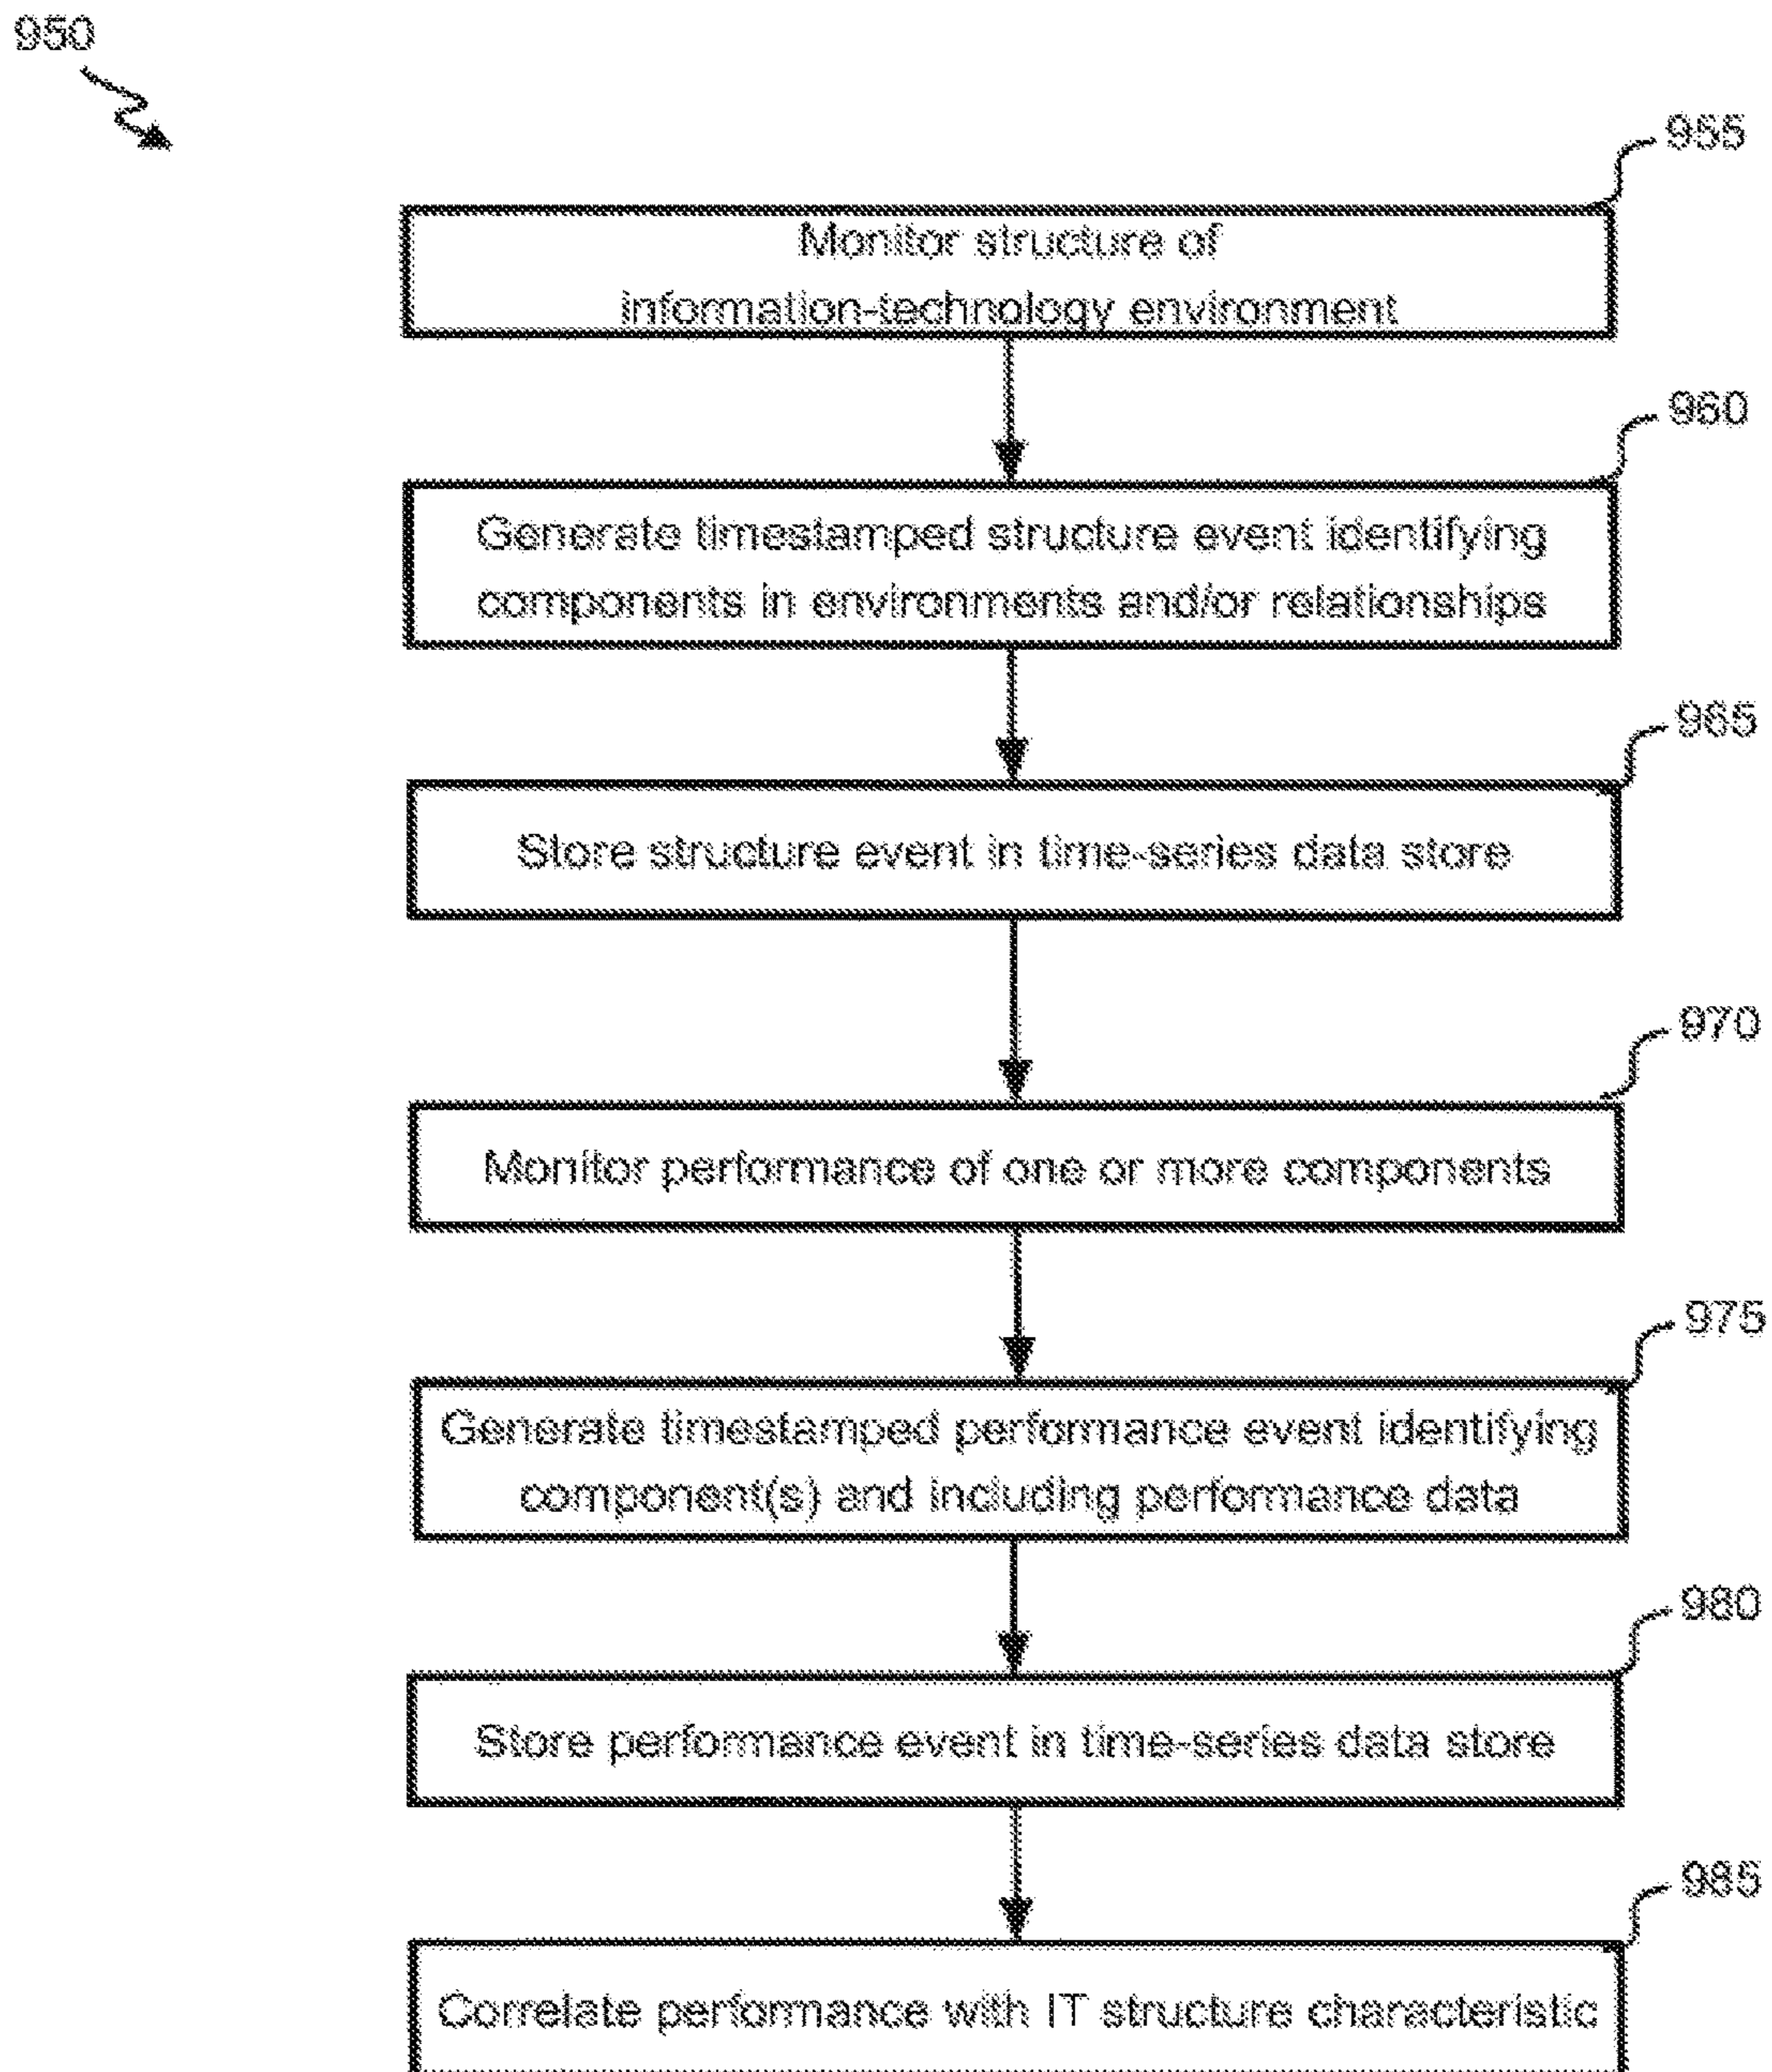 950
955
Monitor structure of
information-technology environment
960
Generate timestamped structure event identifying
components in environments and/or relationships
965
Store structure event in time-series data store
970
Monitor performance of one or more components
975
Generate timestamped performance event identifying
component(s) and including performance data
980
Store performance event in time-series data store
985
Correlate performance with IT structure characteristic